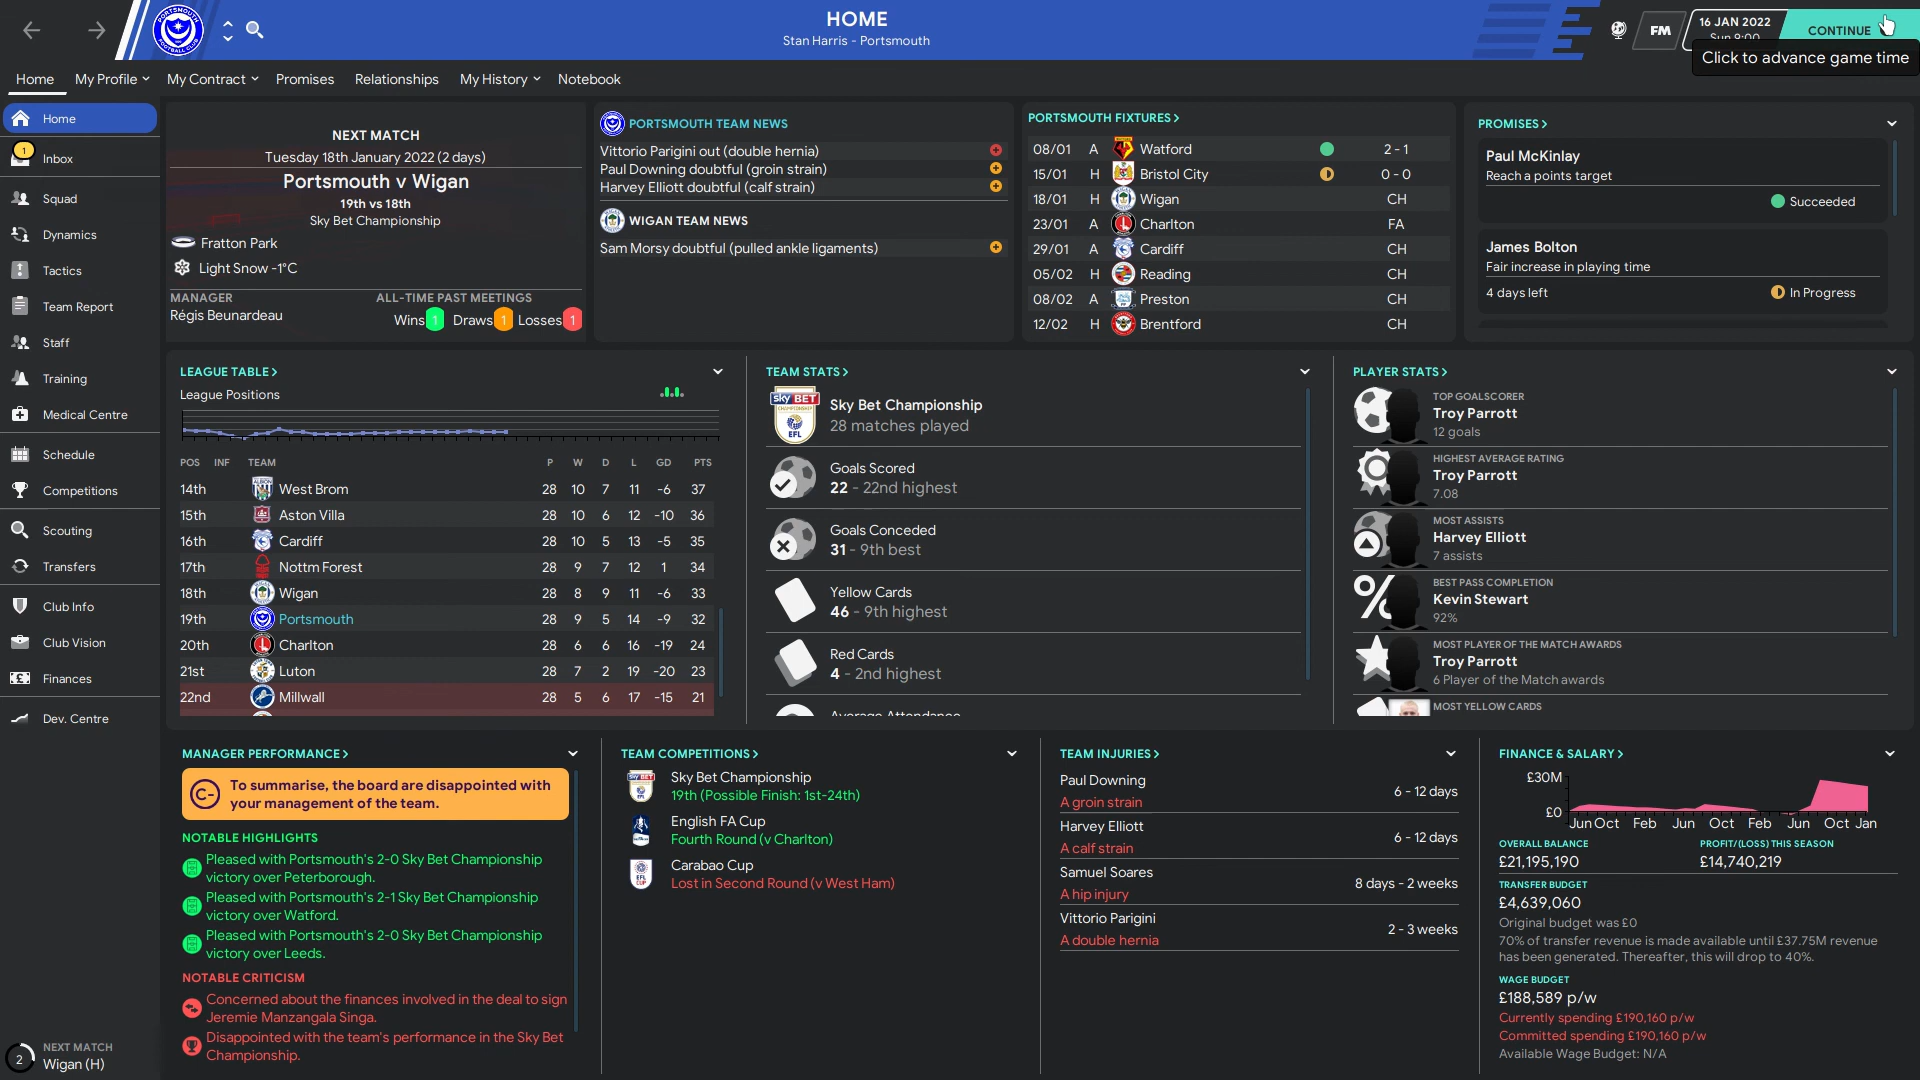 HOME
Stan Harris - Portsmouth
FM
16 JAN 2022
CONTINUE
Click to advance game time
Home
My Profile
My Contract
Promises
Relationships
My History
Notebook
Home
1
Inbox
Squad
Dynamics
Tactics
Team Report
Staff
Training
Medical Centre
Schedule
Competitions
Scouting
Transfers
Club Info
Club Vision
Finances
Dev. Centre
2
NEXT MATCH
Wigan (H)
NEXT MATCH
Tuesday 18th January 2022 (2 days)
Portsmouth v Wigan
19th vs 18th
Sky Bet Championship
Fratton Park
Light Snow -1°C
MANAGER
Régis Beunardeau
ALL-TIME PAST MEETINGS
Wins 1 Draws 1 Losses 1
PORTSMOUTH TEAM NEWS
Vittorio Parigini out (double hernia)
Paul Downing doubtful (groin strain)
Harvey Elliott doubtful (calf strain)
WIGAN TEAM NEWS
Sam Morsy doubtful (pulled ankle ligaments)
PORTSMOUTH FIXTURES >
08/01 A Watford 2 - 1
15/01 H Bristol City 0 - 0
18/01 H Wigan CH
23/01 A Charlton FA
29/01 A Cardiff CH
05/02 H Reading CH
08/02 A Preston CH
12/02 H Brentford CH
PROMISES >
Paul McKinlay
Reach a points target
Succeeded
James Bolton
Fair increase in playing time
4 days left In Progress
LEAGUE TABLE >
League Positions
POS INF TEAM P W D L GD PTS
14th West Brom 28 10 7 11 -6 37
15th Aston Villa 28 10 6 12 -10 36
16th Cardiff 28 10 5 13 -5 35
17th Nottm Forest 28 9 7 12 1 34
18th Wigan 28 8 9 11 -6 33
19th Portsmouth 28 9 5 14 -9 32
20th Charlton 28 6 6 16 -19 24
21st Luton 28 7 2 19 -20 23
22nd Millwall 28 5 6 17 -15 21
TEAM STATS >
sky BET
EFL
Sky Bet Championship
28 matches played
Goals Scored
22 - 22nd highest
Goals Conceded
31 - 9th best
Yellow Cards
46 - 9th highest
Red Cards
4 - 2nd highest
Average Attendance
PLAYER STATS >
TOP GOALSCORER
Troy Parrott
12 goals
HIGHEST AVERAGE RATING
Troy Parrott
7.08
MOST ASSISTS
Harvey Elliott
7 assists
BEST PASS COMPLETION
Kevin Stewart
92%
MOST PLAYER OF THE MATCH AWARDS
Troy Parrott
6 Player of the Match awards
MOST YELLOW CARDS
MANAGER PERFORMANCE >
C-
To summarise, the board are disappointed with
your management of the team.
NOTABLE HIGHLIGHTS
Pleased with Portsmouth's 2-0 Sky Bet Championship
victory over Peterborough.
Pleased with Portsmouth's 2-1 Sky Bet Championship
victory over Watford.
Pleased with Portsmouth's 2-0 Sky Bet Championship
victory over Leeds.
NOTABLE CRITICISM
Concerned about the finances involved in the deal to sign
Jeremie Manzangala Singa.
Disappointed with the team's performance in the Sky Bet
Championship.
TEAM COMPETITIONS >
Sky Bet Championship
19th (Possible Finish: 1st-24th)
English FA Cup
Fourth Round (v Charlton)
Carabao Cup
Lost in Second Round (v West Ham)
TEAM INJURIES >
Paul Downing
A groin strain
6 - 12 days
Harvey Elliott
A calf strain
6 - 12 days
Samuel Soares
A hip injury
8 days - 2 weeks
Vittorio Parigini
A double hernia
2 - 3 weeks
FINANCE & SALARY >
£30M
£0
Jun Oct Feb Jun Oct Feb Jun Oct Jan
OVERALL BALANCE
£21,195,190
PROFIT/(LOSS) THIS SEASON
£14,740,219
TRANSFER BUDGET
£4,639,060
Original budget was £0
70% of transfer revenue is made available until £37.75M revenue
has been generated. Thereafter, this will drop to 40%.
WAGE BUDGET
£188,589 p/w
Currently spending £190,160 p/w
Committed spending £190,160 p/w
Available Wage Budget: N/A